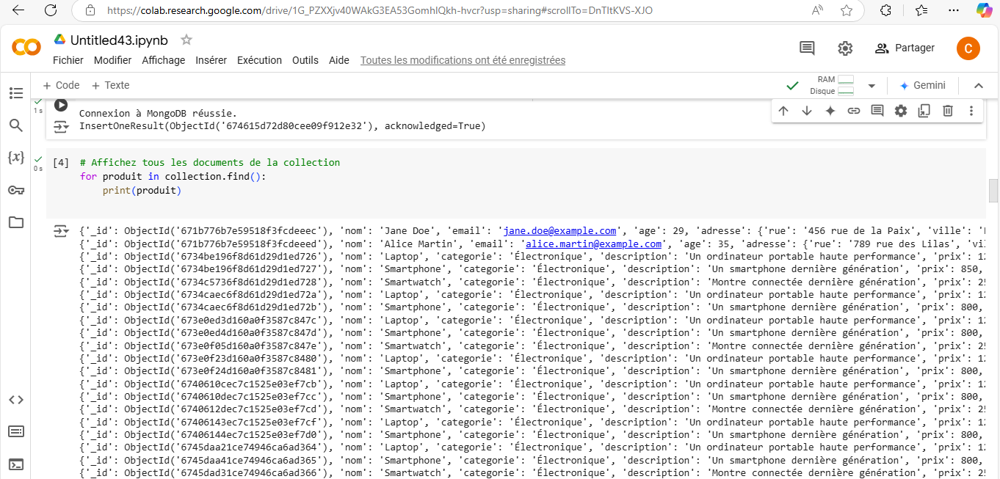 https://colab.research.google.com/drive/1G_PZXXjv40WAkG3EA53GomhIQkh-hvcr?usp=sharing#scrollTo=DnTItKVS-XJO
Untitled43.ipynb
Fichier Modifier Affichage Insérer Exécution Outils Aide Toutes les modifications ont été enregistrées
Partager
C
+ Code + Texte
RAM
Disque
Gemini
1 s
Connexion à MongoDB réussie.
InsertOneResult(ObjectId('674615d72d80cee09f912e32'), acknowledged=True)
0 s
[4] # Affichez tous les documents de la collection
for produit in collection.find():
print(produit)
{'_id': ObjectId('671b776b7e59518f3fcdeeec'), 'nom': 'Jane Doe', 'email': 'jane.doe@example.com', 'age': 29, 'adresse': {'rue': '456 rue de la Paix', 'ville': '
{'_id': ObjectId('671b776b7e59518f3fcdeeed'), 'nom': 'Alice Martin', 'email': 'alice.martin@example.com', 'age': 35, 'adresse': {'rue': '789 rue des Lilas', 'vil
{'_id': ObjectId('6734be196f8d61d29d1ed726'), 'nom': 'Laptop', 'categorie': 'Électronique', 'description': 'Un ordinateur portable haute performance', 'prix': 12
{'_id': ObjectId('6734be196f8d61d29d1ed727'), 'nom': 'Smartphone', 'categorie': 'Électronique', 'description': 'Un smartphone dernière génération', 'prix': 850,
{'_id': ObjectId('6734c5736f8d61d29d1ed728'), 'nom': 'Smartwatch', 'categorie': 'Électronique', 'description': 'Montre connectée dernière génération', 'prix': 25
{'_id': ObjectId('6734caec6f8d61d29d1ed72a'), 'nom': 'Laptop', 'categorie': 'Électronique', 'description': 'Un ordinateur portable haute performance', 'prix': 12
{'_id': ObjectId('6734caec6f8d61d29d1ed72b'), 'nom': 'Smartphone', 'categorie': 'Électronique', 'description': 'Un smartphone dernière génération', 'prix': 800,
{'_id': ObjectId('673e0ed3d160a0f3587c847c'), 'nom': 'Laptop', 'categorie': 'Électronique', 'description': 'Un ordinateur portable haute performance', 'prix': 12
{'_id': ObjectId('673e0ed4d160a0f3587c847d'), 'nom': 'Smartphone', 'categorie': 'Électronique', 'description': 'Un smartphone dernière génération', 'prix': 800,
{'_id': ObjectId('673e0f05d160a0f3587c847e'), 'nom': 'Smartwatch', 'categorie': 'Électronique', 'description': 'Montre connectée dernière génération', 'prix': 25
{'_id': ObjectId('673e0f23d160a0f3587c8480'), 'nom': 'Laptop', 'categorie': 'Électronique', 'description': 'Un ordinateur portable haute performance', 'prix': 12
{'_id': ObjectId('673e0f24d160a0f3587c8481'), 'nom': 'Smartphone', 'categorie': 'Électronique', 'description': 'Un smartphone dernière génération', 'prix': 800,
{'_id': ObjectId('6740610cec7c1525e03ef7cb'), 'nom': 'Laptop', 'categorie': 'Électronique', 'description': 'Un ordinateur portable haute performance', 'prix': 12
{'_id': ObjectId('6740610dec7c1525e03ef7cc'), 'nom': 'Smartphone', 'categorie': 'Électronique', 'description': 'Un smartphone dernière génération', 'prix': 800,
{'_id': ObjectId('6740612dec7c1525e03ef7cd'), 'nom': 'Smartwatch', 'categorie': 'Électronique', 'description': 'Montre connectée dernière génération', 'prix': 25
{'_id': ObjectId('67406143ec7c1525e03ef7cf'), 'nom': 'Laptop', 'categorie': 'Électronique', 'description': 'Un ordinateur portable haute performance', 'prix': 12
{'_id': ObjectId('67406144ec7c1525e03ef7d0'), 'nom': 'Smartphone', 'categorie': 'Électronique', 'description': 'Un smartphone dernière génération', 'prix': 800,
{'_id': ObjectId('6745daa21ce74946ca6ad364'), 'nom': 'Laptop', 'categorie': 'Électronique', 'description': 'Un ordinateur portable haute performance', 'prix': 12
{'_id': ObjectId('6745daa41ce74946ca6ad365'), 'nom': 'Smartphone', 'categorie': 'Électronique', 'description': 'Un smartphone dernière génération', 'prix': 800,
{'_id': ObjectId('6745dad31ce74946ca6ad366'), 'nom': 'Smartwatch', 'categorie': 'Électronique', 'description': 'Montre connectée dernière génération', 'prix': 25